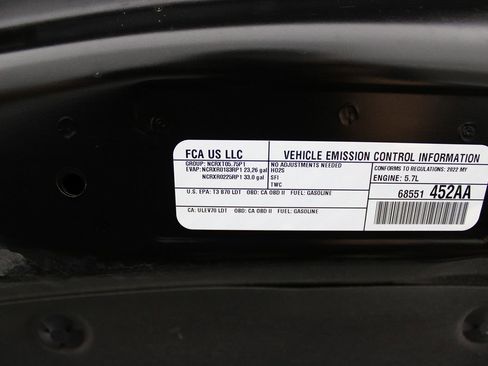 FCA US LLC
VEHICLE EMISSION CONTROL INFORMATION
GROUP: NCRXT05.75P1
EVAP: NCRXR0183RP1 23,26 gal
NCRXR0225RP1 33.0 gal
NO ADJUSTMENTS NEEDED
HO2S
SFI
TWC
CONFORMS TO REGULATIONS: 2022 MY
ENGINE: 5.7L
U.S. EPA: T3 B70 LDT OBD: CA OBD II FUEL: GASOLINE
CA: ULEV70 LDT OBD: CA OBD II FUEL: GASOLINE
68551 452AA